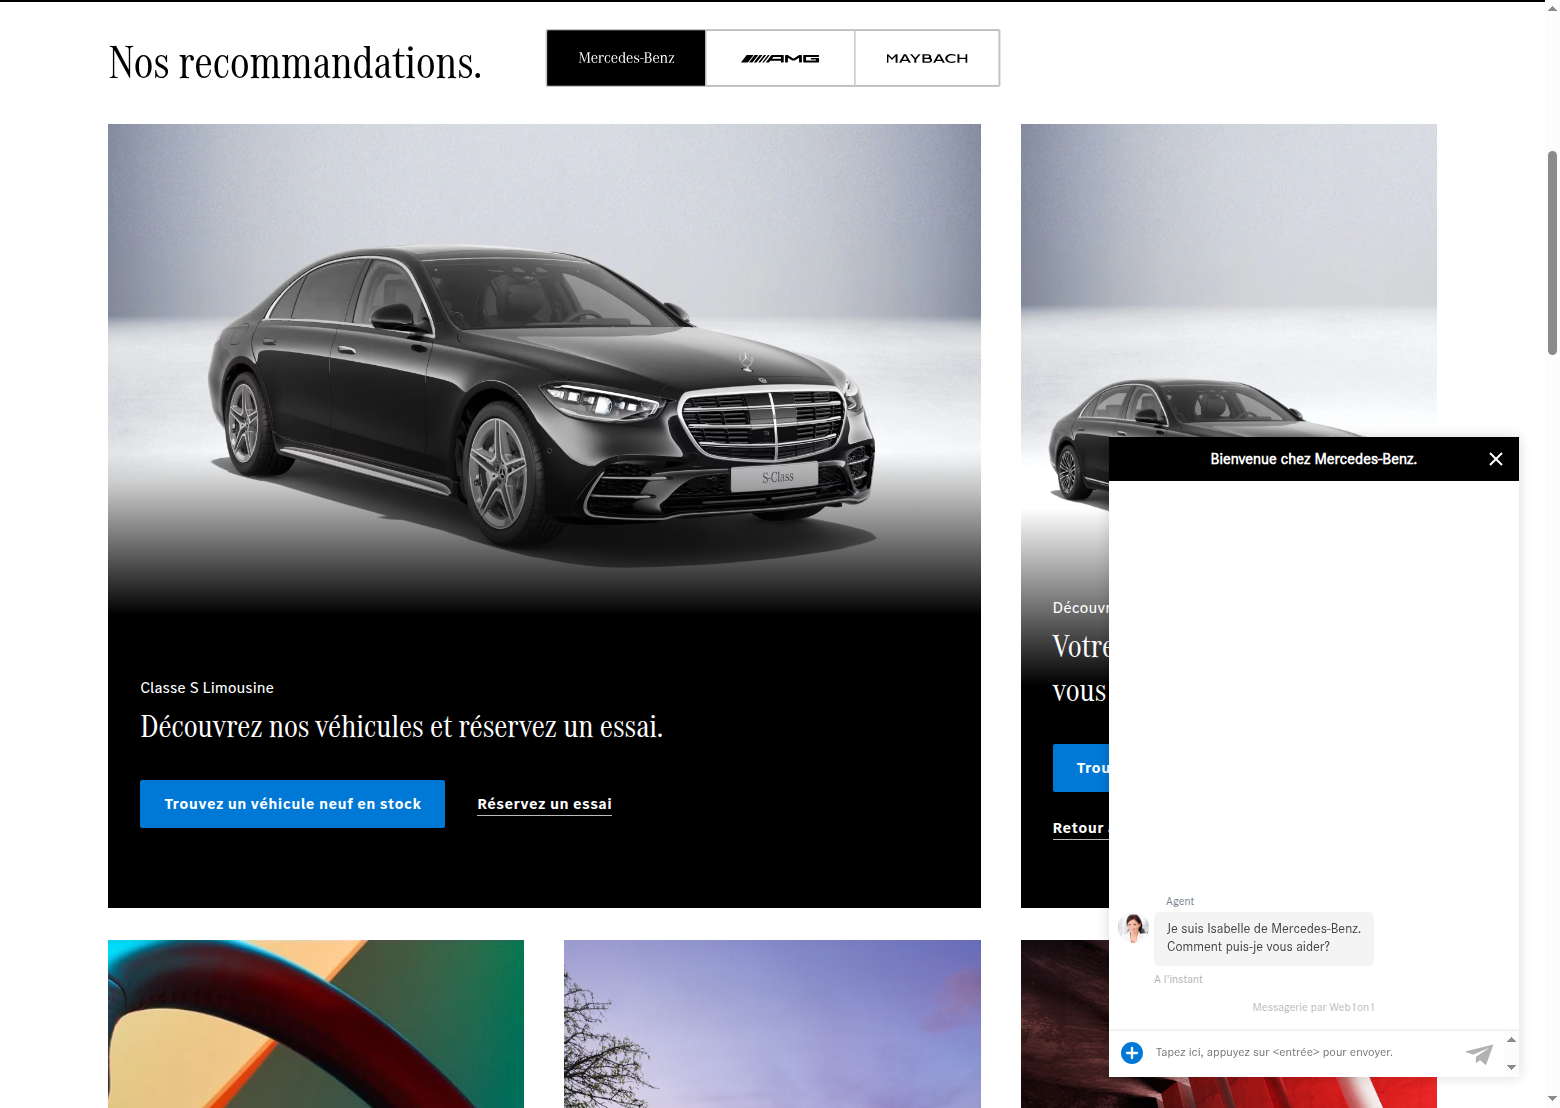 Nos recommandations.
Mercedes-Benz
AMG
MAYBACH
S-Class
Classe S Limousine
Découvrez nos véhicules et réservez un essai.
Trouvez un véhicule neuf en stock
Réservez un essai
Découvr
Votre
vous
Trou
Retour
Bienvenue chez Mercedes-Benz.
Agent
Je suis Isabelle de Mercedes-Benz.
Comment puis-je vous aider?
A l'instant
Messagerie par Web1on1
Tapez ici, appuyez sur <entrée> pour envoyer.